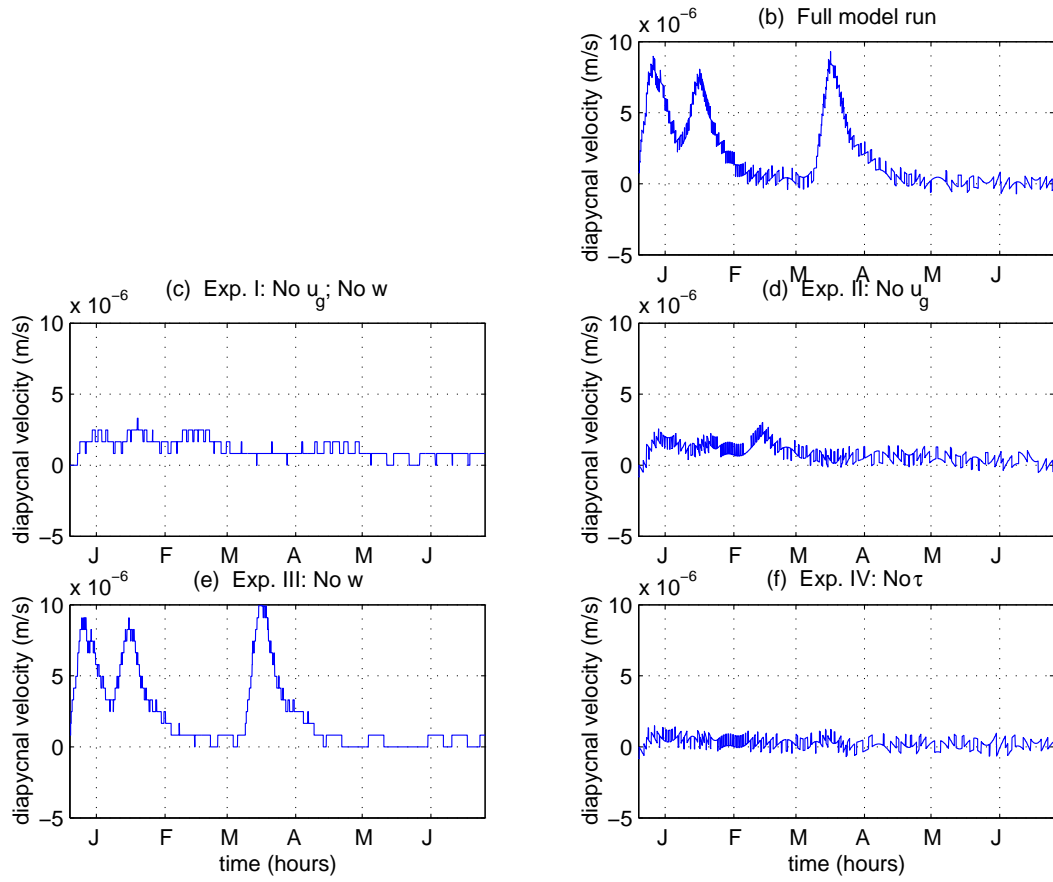 (b) Full model run
x 10⁻⁶
10
5
0
−5
diapycnal velocity (m/s)
J F M A M J
(c) Exp. I: No u_g; No w
x 10⁻⁶
10
5
0
−5
diapycnal velocity (m/s)
J F M A M J
(d) Exp. II: No u_g
x 10⁻⁶
10
5
0
−5
diapycnal velocity (m/s)
J F M A M J
(e) Exp. III: No w
x 10⁻⁶
10
5
0
−5
diapycnal velocity (m/s)
J F M A M J
time (hours)
(f) Exp. IV: No τ
x 10⁻⁶
10
5
0
−5
diapycnal velocity (m/s)
J F M A M J
time (hours)